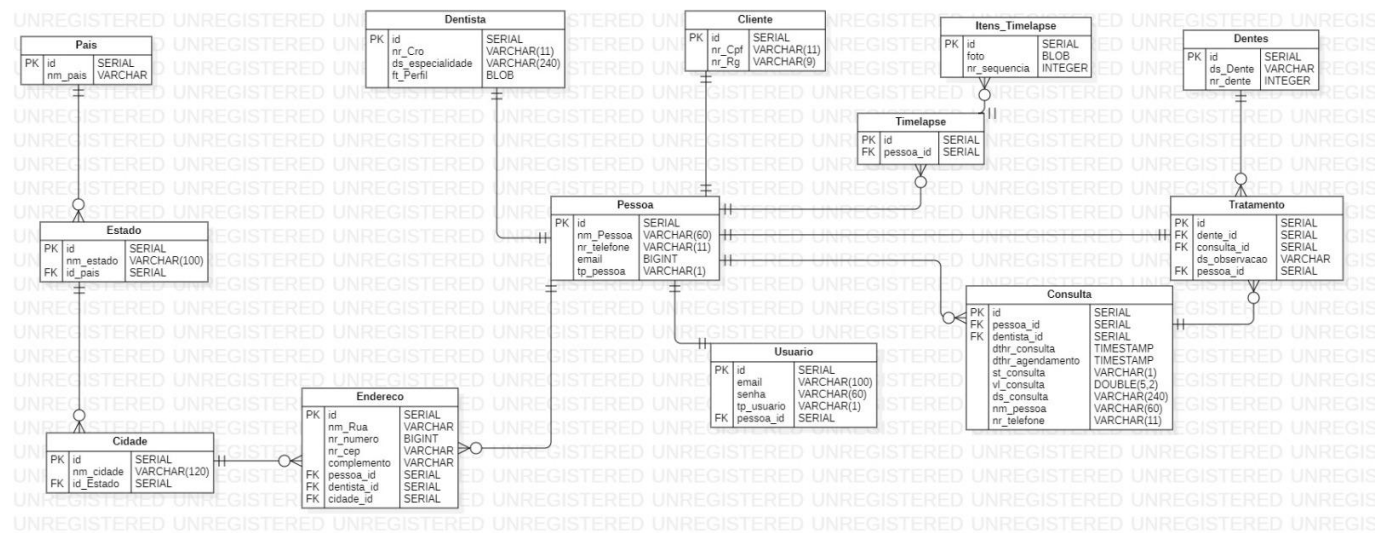 Pais
PK id SERIAL
nm_pais VARCHAR
Dentista
PK id SERIAL
nr_Cro VARCHAR(11)
ds_especialidade VARCHAR(240)
ft_Perfil BLOB
Cliente
PK id SERIAL
nr_Cpf VARCHAR(11)
nr_Rg VARCHAR(9)
Itens_Timelapse
PK id SERIAL
foto BLOB
nr_sequencia INTEGER
Dentes
PK id SERIAL
ds_Dente VARCHAR
nr_dente INTEGER
Timelapse
PK id SERIAL
FK pessoa_id SERIAL
Estado
PK id SERIAL
nm_estado VARCHAR(100)
FK id_pais SERIAL
Pessoa
PK id SERIAL
nm_Pessoa VARCHAR(60)
nr_telefone VARCHAR(11)
email BIGINT
tp_pessoa VARCHAR(1)
Tratamento
PK id SERIAL
FK dente_id SERIAL
FK consulta_id SERIAL
ds_observacao VARCHAR
FK pessoa_id SERIAL
Consulta
PK id SERIAL
FK pessoa_id SERIAL
FK dentista_id SERIAL
dthr_consulta TIMESTAMP
dthr_agendamento TIMESTAMP
st_consulta VARCHAR(1)
vl_consulta DOUBLE(5,2)
ds_consulta VARCHAR(240)
nm_pessoa VARCHAR(60)
nr_telefone VARCHAR(11)
Usuario
PK id SERIAL
email VARCHAR(100)
senha VARCHAR(60)
tp_usuario VARCHAR(1)
FK pessoa_id SERIAL
Endereco
PK id SERIAL
nm_Rua VARCHAR
nr_numero BIGINT
nr_cep VARCHAR
complemento VARCHAR
FK pessoa_id SERIAL
FK dentista_id SERIAL
FK cidade_id SERIAL
Cidade
PK id SERIAL
nm_cidade VARCHAR(120)
FK id_Estado SERIAL
UNREGISTERED